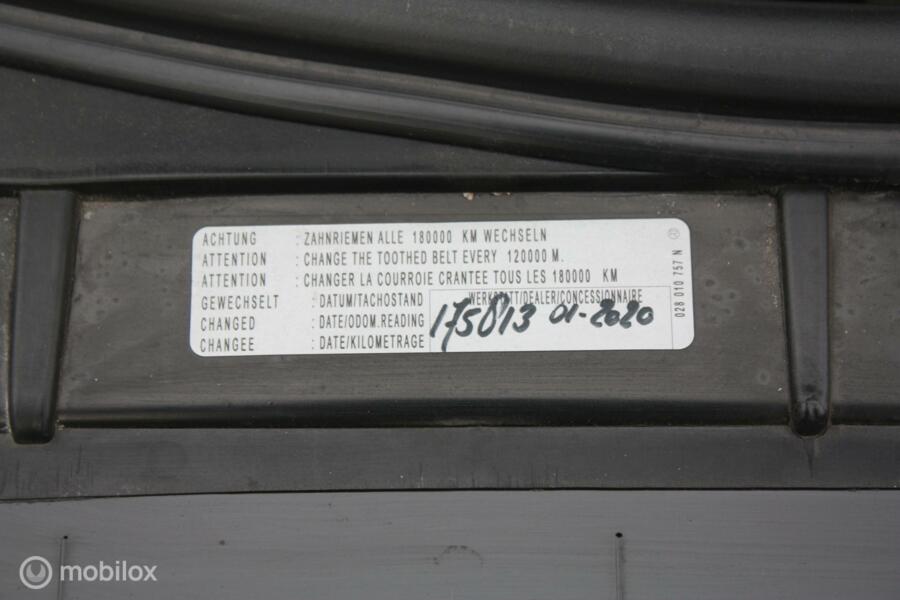 ACHTUNG : ZAHNRIEMEN ALLE 180000 KM WECHSELN
ATTENTION : CHANGE THE TOOTHED BELT EVERY 120000 M.
ATTENTION : CHANGER LA COURROIE CRANTEE TOUS LES 180000 KM
GEWECHSELT : DATUM/TACHOSTAND WERKSTATT/DEALER/CONCESSIONNAIRE
CHANGED : DATE/ODOM.READING 175813 01-2020
CHANGEE : DATE/KILOMETRAGE
028 010 757 N
mobilox